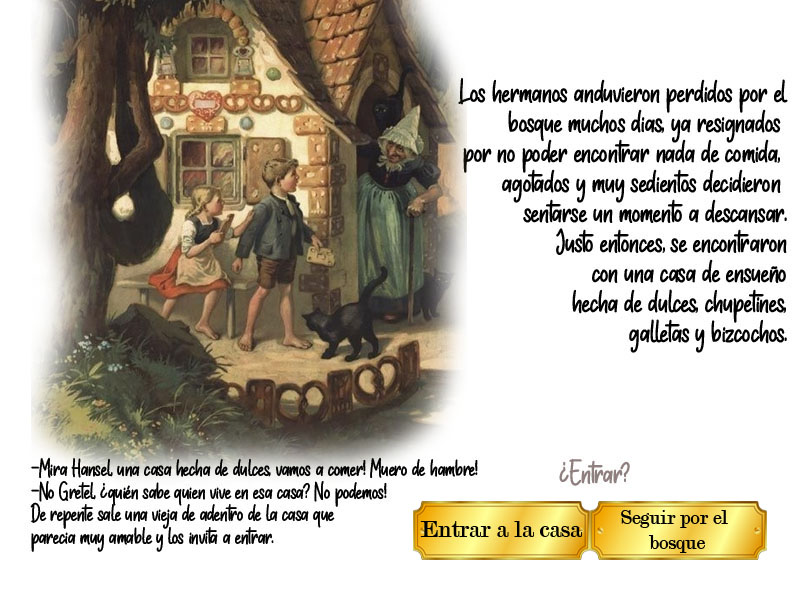 Los hermanos anduvieron perdidos por el
bosque muchos dias, ya resignados
por no poder encontrar nada de comida,
agotados y muy sedientos decidieron
sentarse un momento a descansar.
Justo entonces, se encontraron
con una casa de ensueño
hecha de dulces, chupetines,
galletas y bizcochos.
-Mira Hansel, una casa hecha de dulces, vamos a comer! Muero de hambre!
-No Gretel, ¿quién sabe quien vive en esa casa? No podemos!
De repente sale una vieja de adentro de la casa que
parecia muy amable y los invita a entrar.
¿Entrar?
Entrar a la casa
Seguir por el
bosque